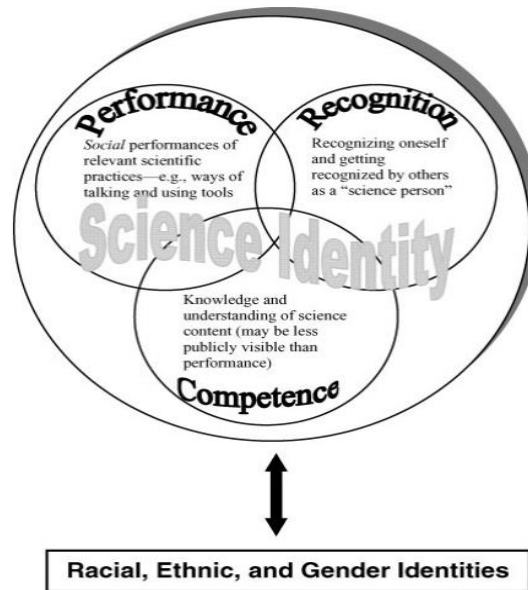 Performance
Social performances of
relevant scientific
practices—e.g., ways of
talking and using tools
Recognition
Recognizing oneself
and getting
recognized by others
as a “science person”
Science Identity
Knowledge and
understanding of science
content (may be less
publicly visible than
performance)
Competence
Racial, Ethnic, and Gender Identities